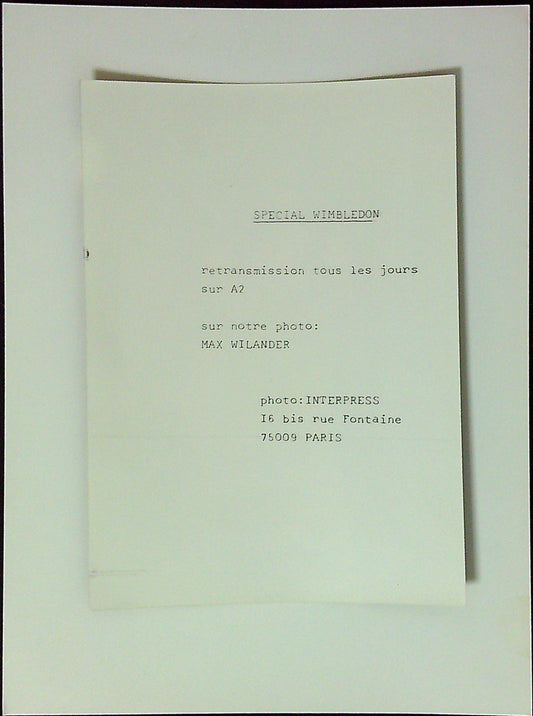 SPECIAL WIMBLEDON
retransmission tous les jours
sur A2
sur notre photo:
MAX WILANDER
photo:INTERPRESS
I6 bis rue Fontaine
75009 PARIS